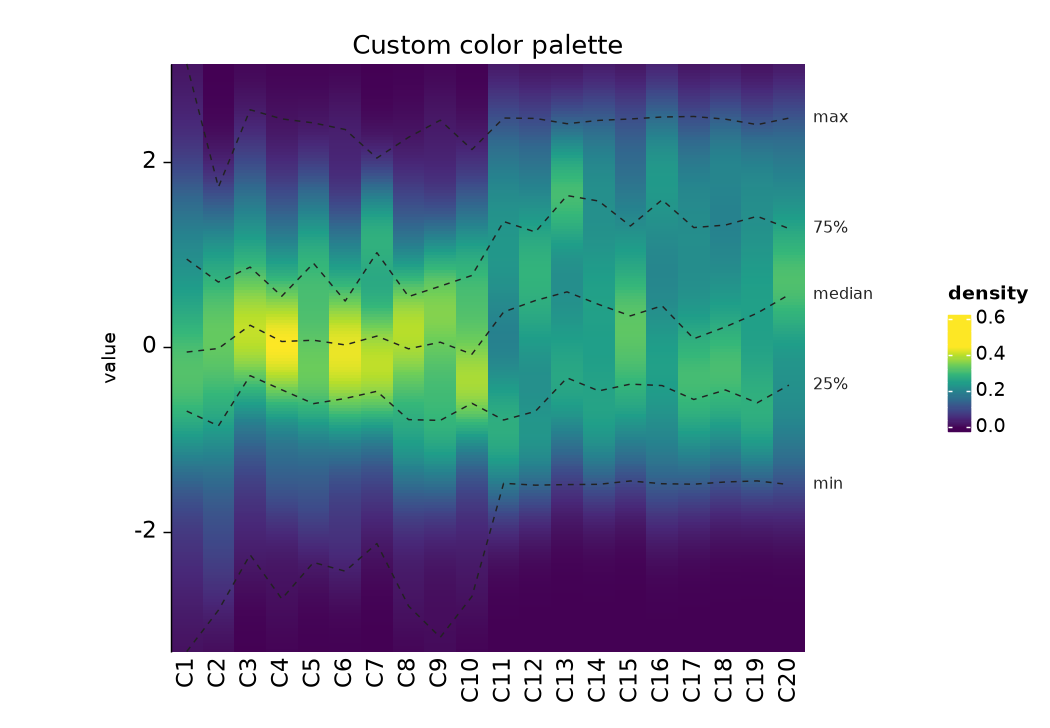 Custom color palette
value
2
0
-2
max
75%
median
25%
min
C1
C2
C3
C4
C5
C6
C7
C8
C9
C10
C11
C12
C13
C14
C15
C16
C17
C18
C19
C20
density
0.6
0.4
0.2
0.0